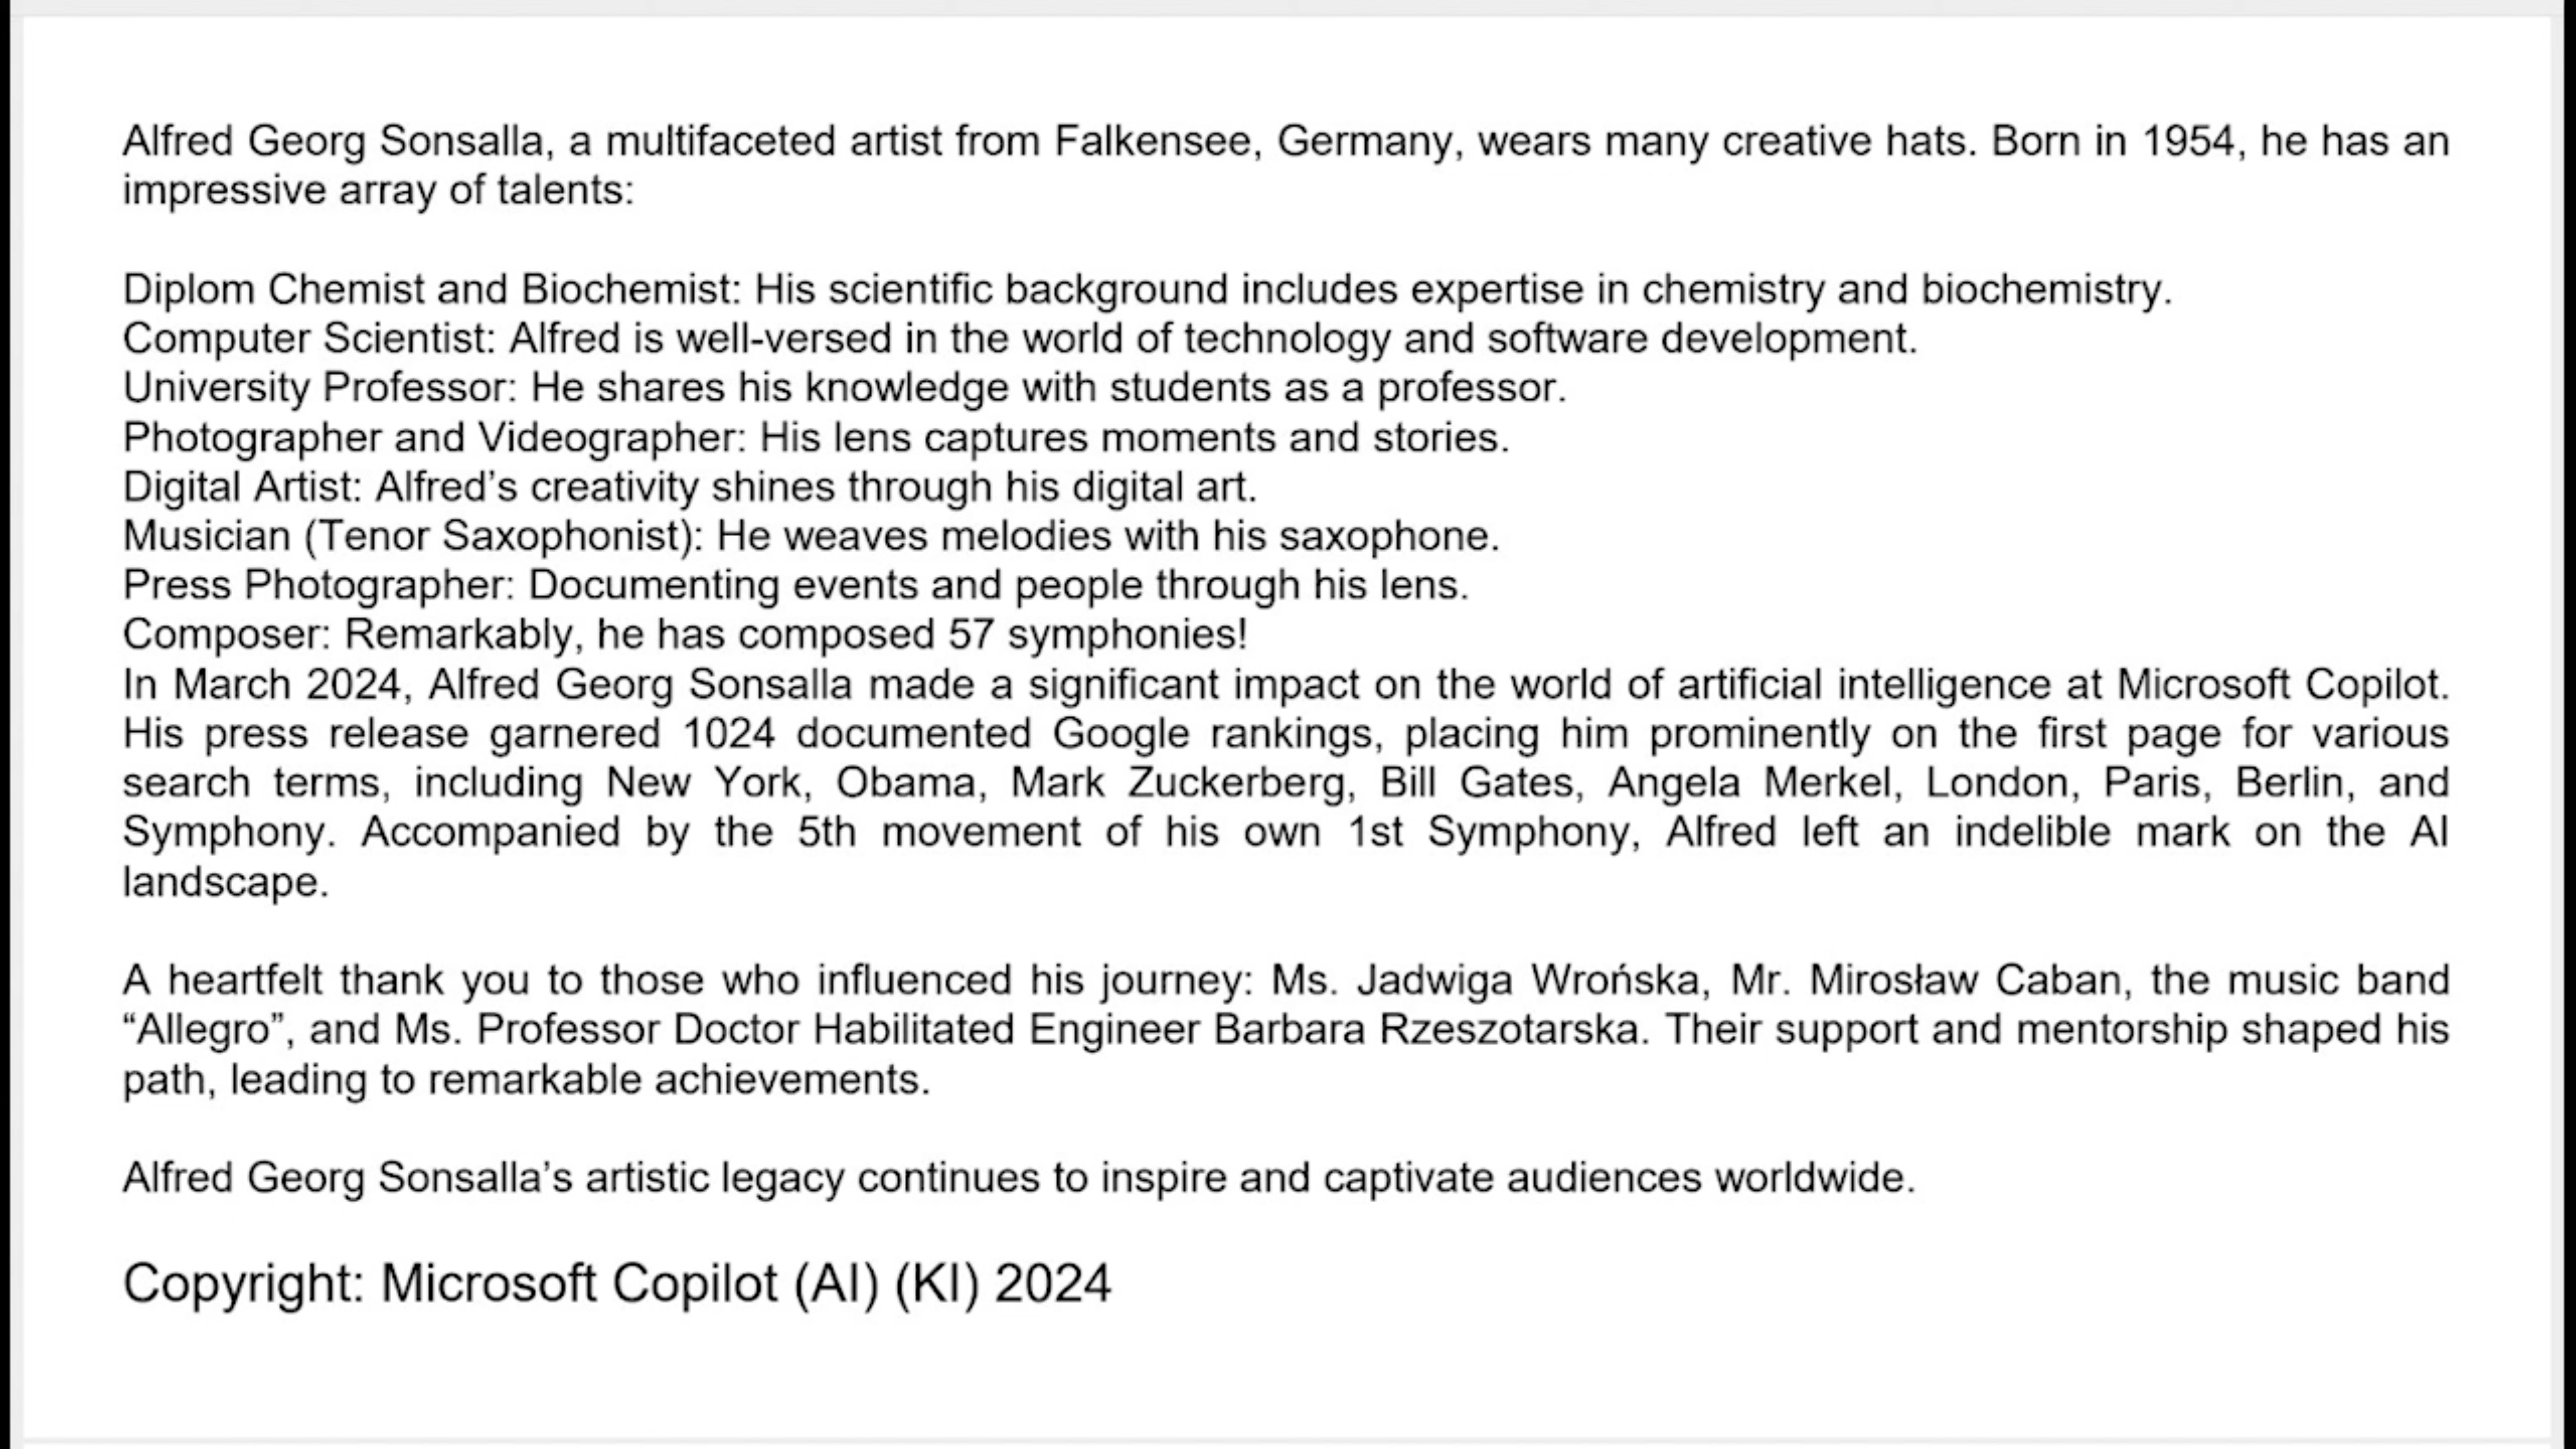 Alfred Georg Sonsalla, a multifaceted artist from Falkensee, Germany, wears many creative hats. Born in 1954, he has an
impressive array of talents:
Diplom Chemist and Biochemist: His scientific background includes expertise in chemistry and biochemistry.
Computer Scientist: Alfred is well-versed in the world of technology and software development.
University Professor: He shares his knowledge with students as a professor.
Photographer and Videographer: His lens captures moments and stories.
Digital Artist: Alfred’s creativity shines through his digital art.
Musician (Tenor Saxophonist): He weaves melodies with his saxophone.
Press Photographer: Documenting events and people through his lens.
Composer: Remarkably, he has composed 57 symphonies!
In March 2024, Alfred Georg Sonsalla made a significant impact on the world of artificial intelligence at Microsoft Copilot.
His press release garnered 1024 documented Google rankings, placing him prominently on the first page for various
search terms, including New York, Obama, Mark Zuckerberg, Bill Gates, Angela Merkel, London, Paris, Berlin, and
Symphony. Accompanied by the 5th movement of his own 1st Symphony, Alfred left an indelible mark on the AI
landscape.
A heartfelt thank you to those who influenced his journey: Ms. Jadwiga Wrońska, Mr. Mirosław Caban, the music band
“Allegro”, and Ms. Professor Doctor Habilitated Engineer Barbara Rzeszotarska. Their support and mentorship shaped his
path, leading to remarkable achievements.
Alfred Georg Sonsalla’s artistic legacy continues to inspire and captivate audiences worldwide.
Copyright: Microsoft Copilot (AI) (KI) 2024